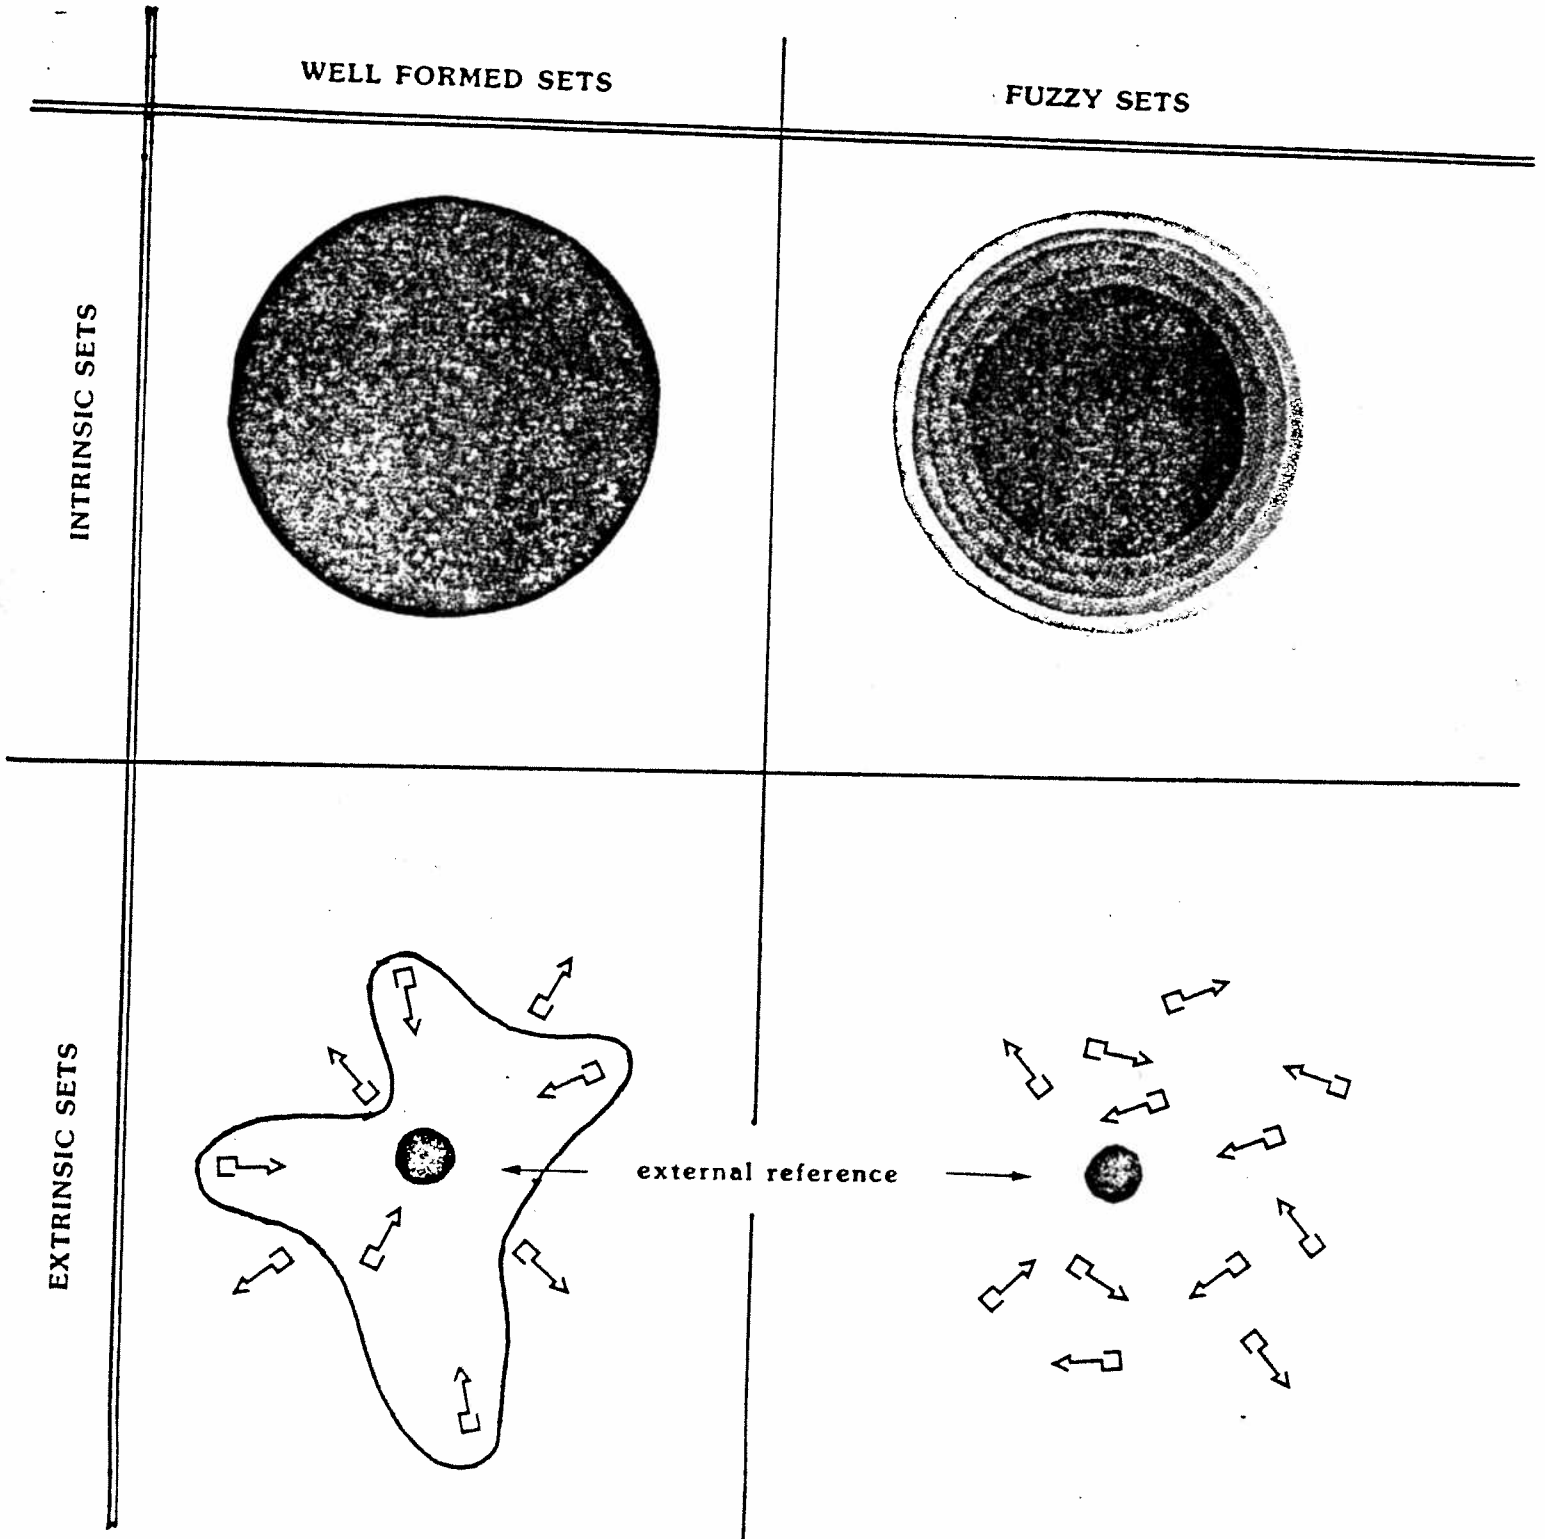 WELL FORMED SETS
FUZZY SETS
INTRINSIC SETS
EXTRINSIC SETS
external reference